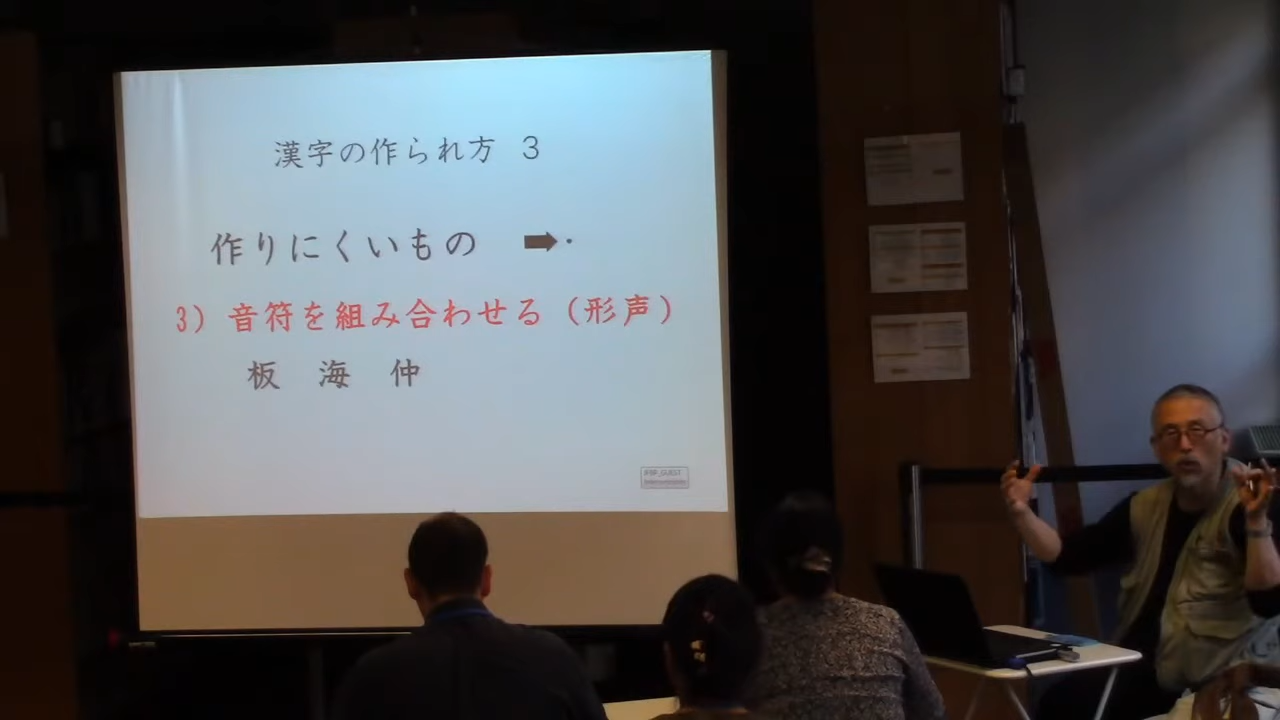 漢字の作られ方 3
作りにくいもの ➡・
3) 音符を組み合わせる (形声)
板 海 仲